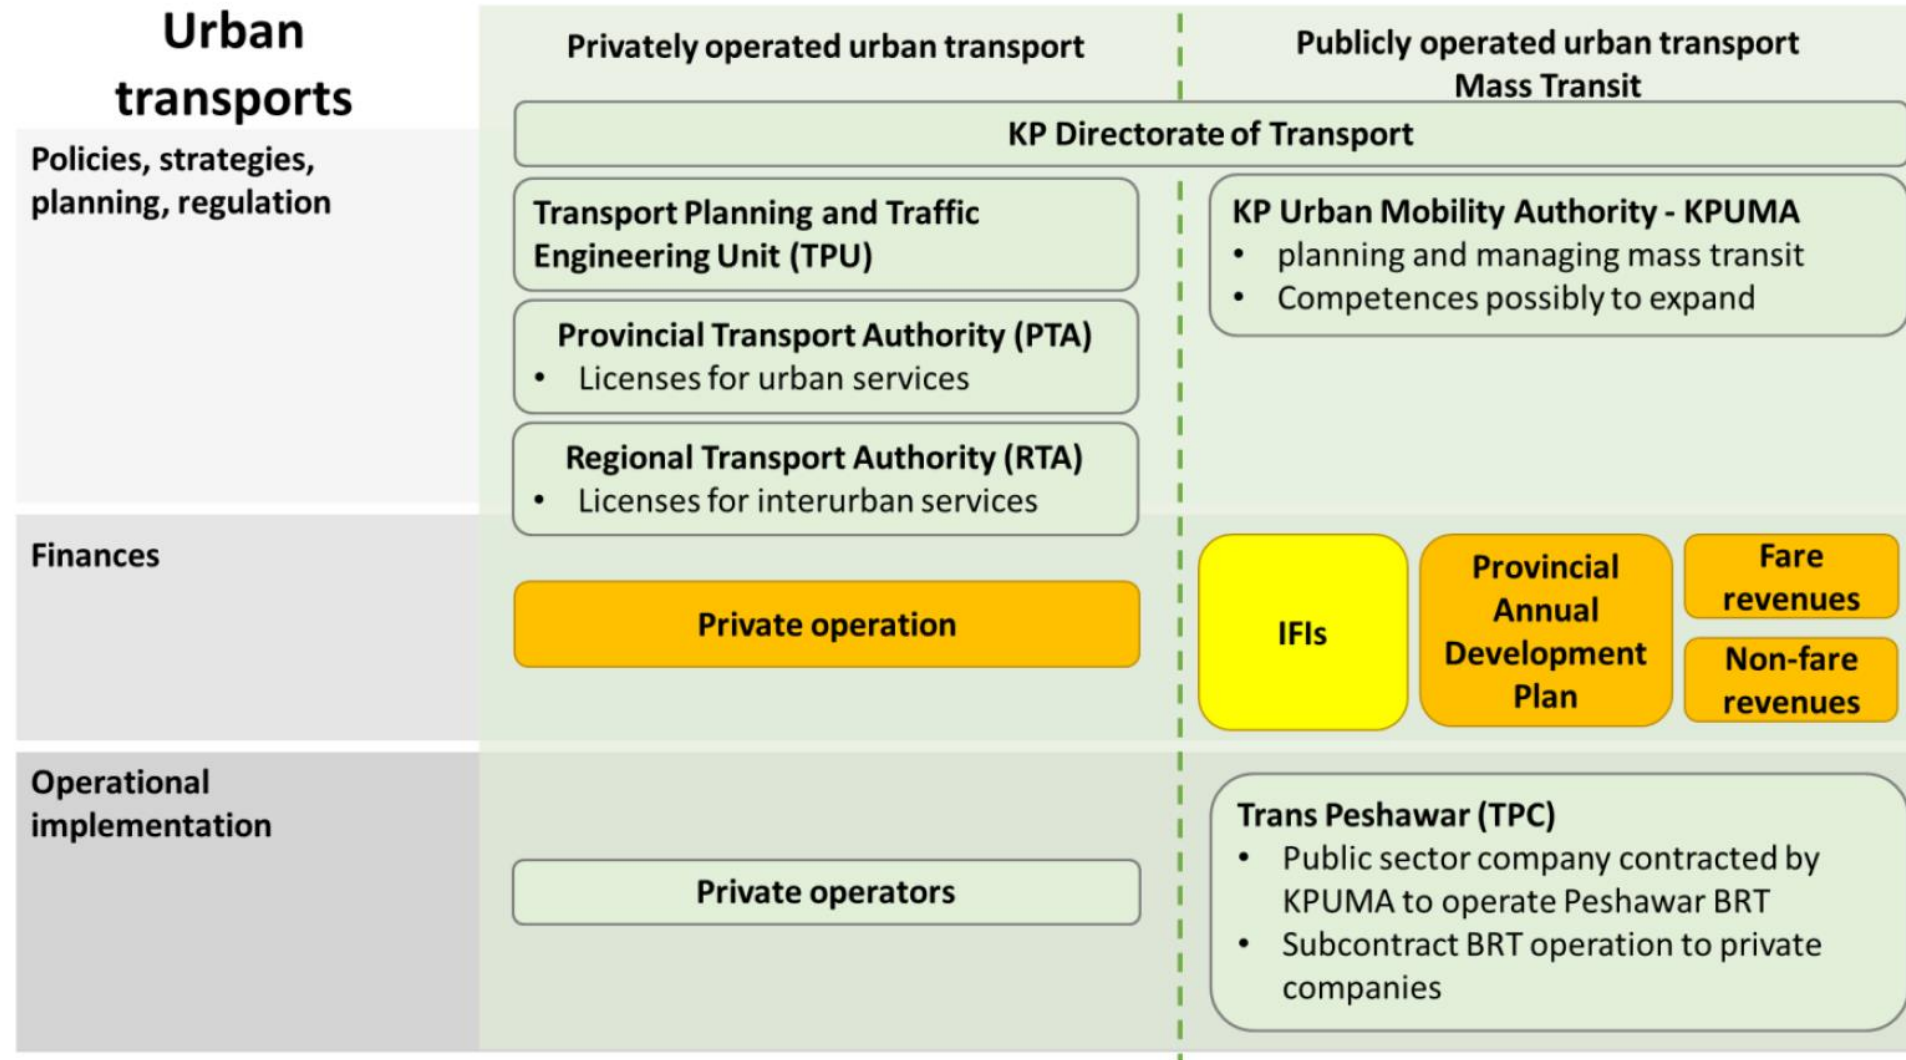 Urban
transports
Privately operated urban transport
Publicly operated urban transport
Mass Transit
KP Directorate of Transport
Policies, strategies,
planning, regulation
Transport Planning and Traffic
Engineering Unit (TPU)
KP Urban Mobility Authority - KPUMA
• planning and managing mass transit
• Competences possibly to expand
Provincial Transport Authority (PTA)
• Licenses for urban services
Regional Transport Authority (RTA)
• Licenses for interurban services
Finances
Private operation
IFIs
Provincial
Annual
Development
Plan
Fare
revenues
Non-fare
revenues
Operational
implementation
Private operators
Trans Peshawar (TPC)
• Public sector company contracted by
KPUMA to operate Peshawar BRT
• Subcontract BRT operation to private
companies